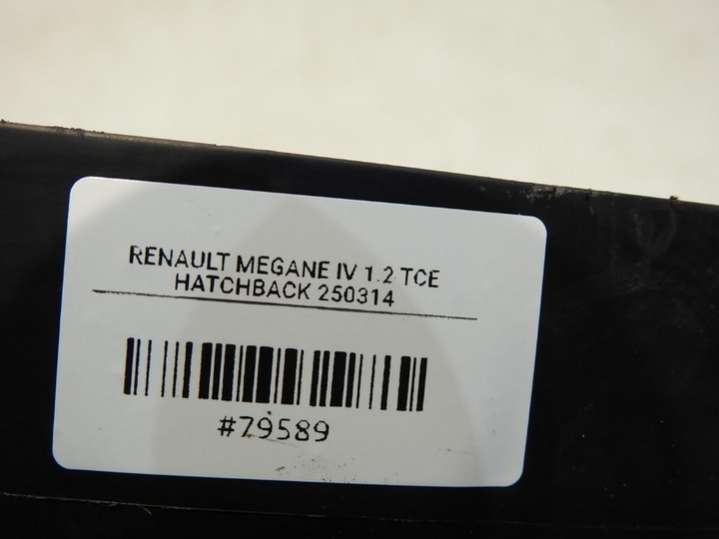 RENAULT MEGANE IV 1.2 TCE
HATCHBACK 250314
#79589